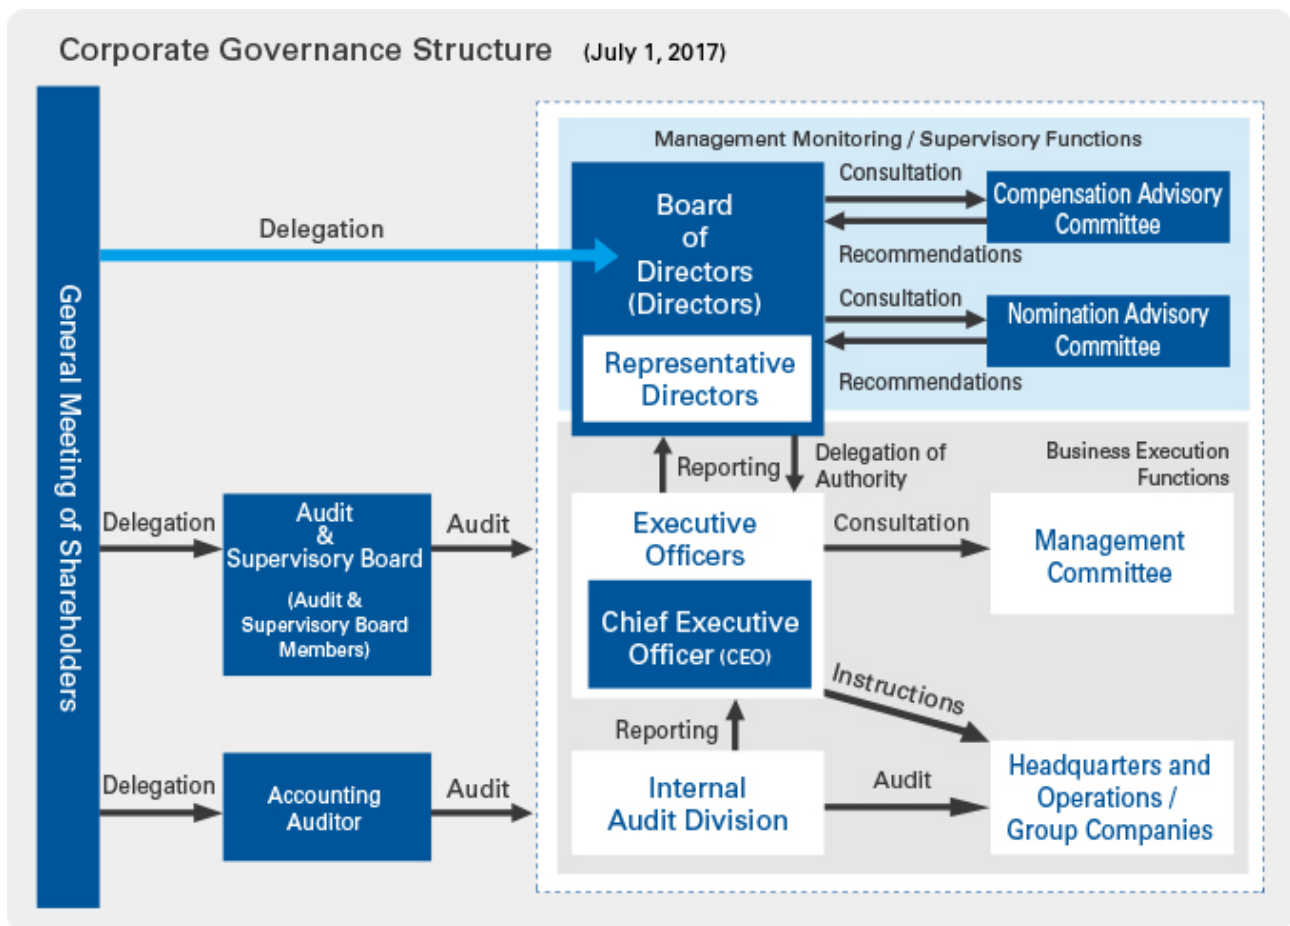 Corporate Governance Structure (July 1, 2017)
General Meeting of Shareholders
Delegation
Management Monitoring / Supervisory Functions
Board
of
Directors
(Directors)
Representative
Directors
Consultation
Compensation Advisory
Committee
Recommendations
Consultation
Nomination Advisory
Committee
Recommendations
Reporting
Delegation of
Authority
Business Execution
Functions
Delegation
Audit
&
Supervisory Board
(Audit &
Supervisory Board
Members)
Audit
Executive
Officers
Chief Executive
Officer (CEO)
Consultation
Management
Committee
Instructions
Reporting
Delegation
Accounting
Auditor
Audit
Internal
Audit Division
Audit
Headquarters and
Operations /
Group Companies